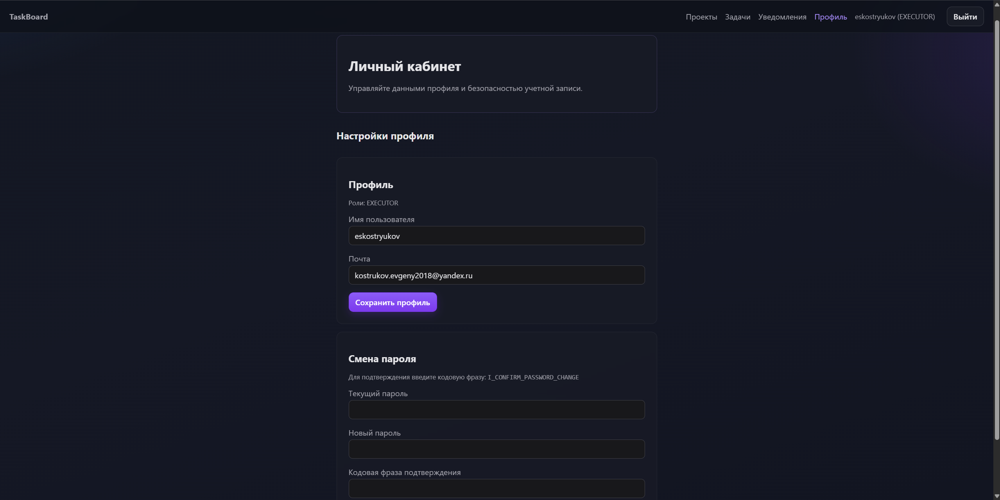 TaskBoard
Проекты Задачи Уведомления Профиль eskostryukov (EXECUTOR) Выйти
Личный кабинет
Управляйте данными профиля и безопасностью учетной записи.
Настройки профиля
Профиль
Роли: EXECUTOR
Имя пользователя
eskostryukov
Почта
kostrukov.evgeny2018@yandex.ru
Сохранить профиль
Смена пароля
Для подтверждения введите кодовую фразу: I_CONFIRM_PASSWORD_CHANGE
Текущий пароль
Новый пароль
Кодовая фраза подтверждения